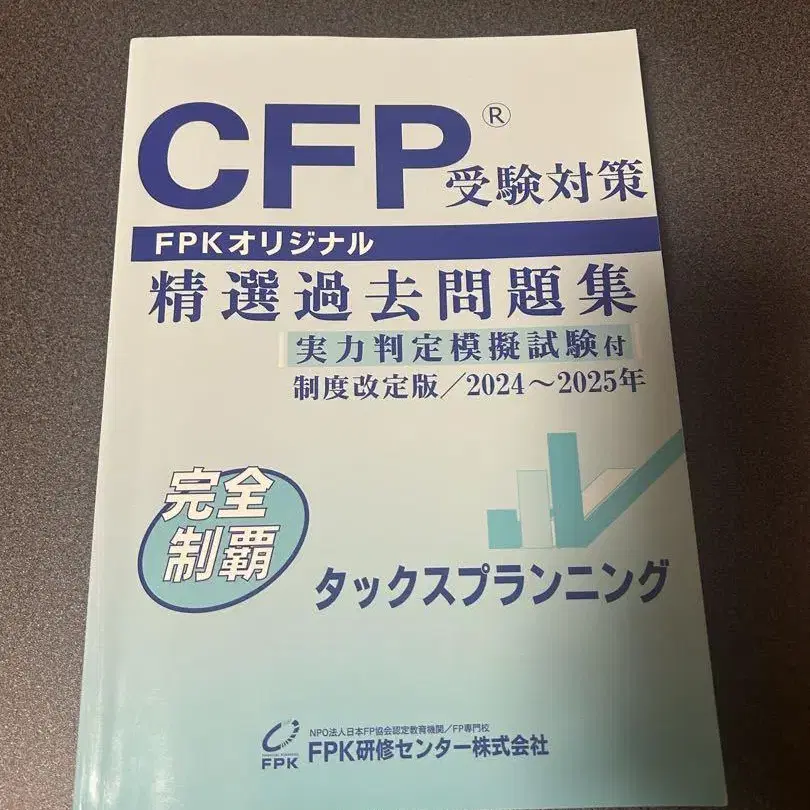 CFP® 受験対策
FPKオリジナル
精選過去問題集
実力判定模擬試験付
制度改定版／2024～2025年
完全
制覇
タックスプランニング
NPO法人日本FP協会認定教育機関／FP専門校
FPK
FPK研修センター株式会社